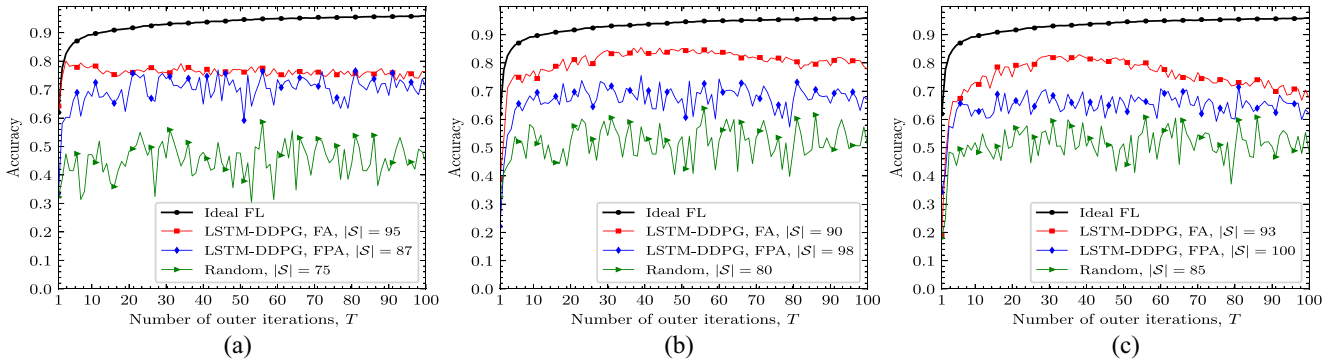 0.9
0.8
0.7
0.6
0.5
0.4
0.3
0.2
0.1
0.0
Accuracy
Ideal FL
LSTM-DDPG, FA, |𝒮| = 95
LSTM-DDPG, FPA, |𝒮| = 87
Random, |𝒮| = 75
1 10 20 30 40 50 60 70 80 90 100
Number of outer iterations, T
(a)
0.9
0.8
0.7
0.6
0.5
0.4
0.3
0.2
0.1
0.0
Accuracy
Ideal FL
LSTM-DDPG, FA, |𝒮| = 90
LSTM-DDPG, FPA, |𝒮| = 98
Random, |𝒮| = 80
1 10 20 30 40 50 60 70 80 90 100
Number of outer iterations, T
(b)
0.9
0.8
0.7
0.6
0.5
0.4
0.3
0.2
0.1
0.0
Accuracy
Ideal FL
LSTM-DDPG, FA, |𝒮| = 93
LSTM-DDPG, FPA, |𝒮| = 100
Random, |𝒮| = 85
1 10 20 30 40 50 60 70 80 90 100
Number of outer iterations, T
(c)